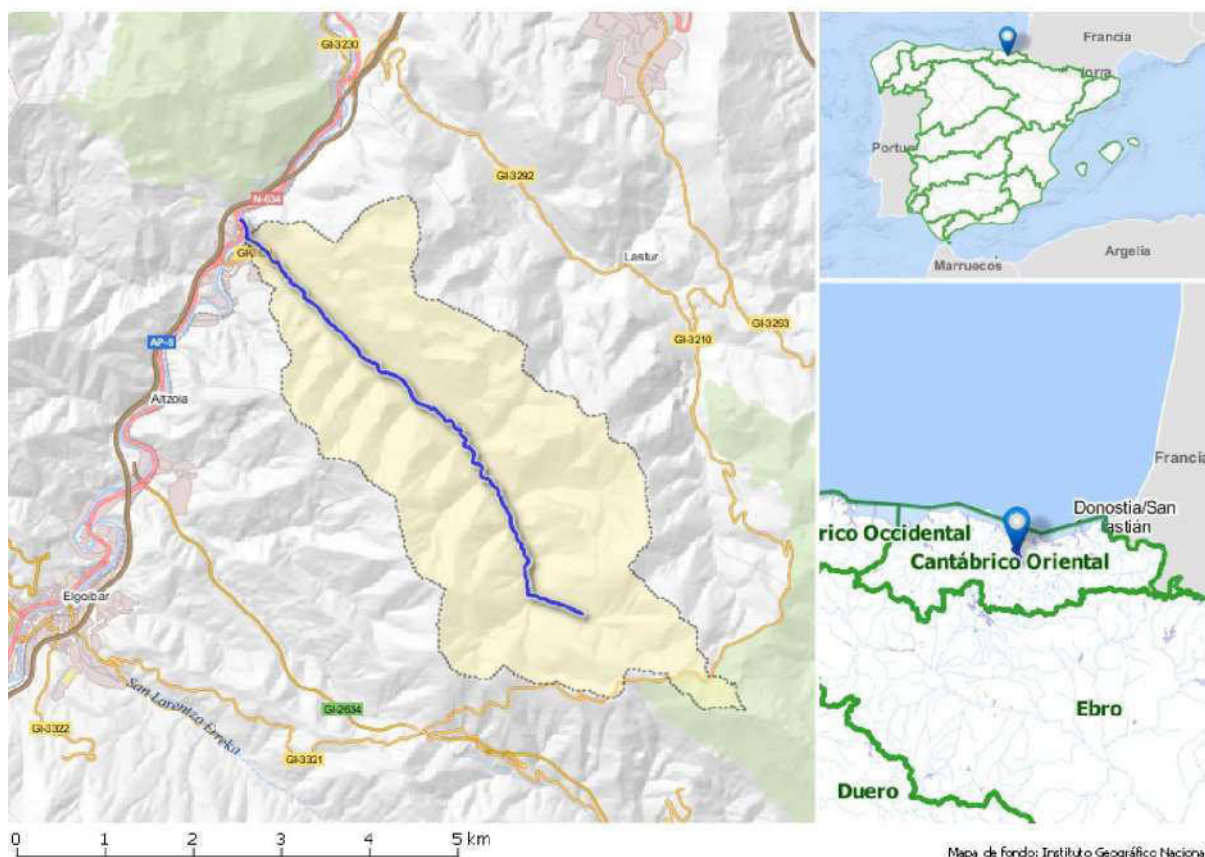 GI-3230
N-634
GI-3292
Lastur
GI-3210
GI-3253
AP-8
Altzola
Elgoibar
San Lorentzo Erreka
GI-2634
GI-3322
GI-3321
0 1 2 3 4 5 km
Francia
Portu
Marruecos
Argelia
Francia
Donostia/San
astián
rico Occidental
Cantábrico Oriental
Ebro
Duero
Mapa de fondo: Instituto Geográfico Naciona